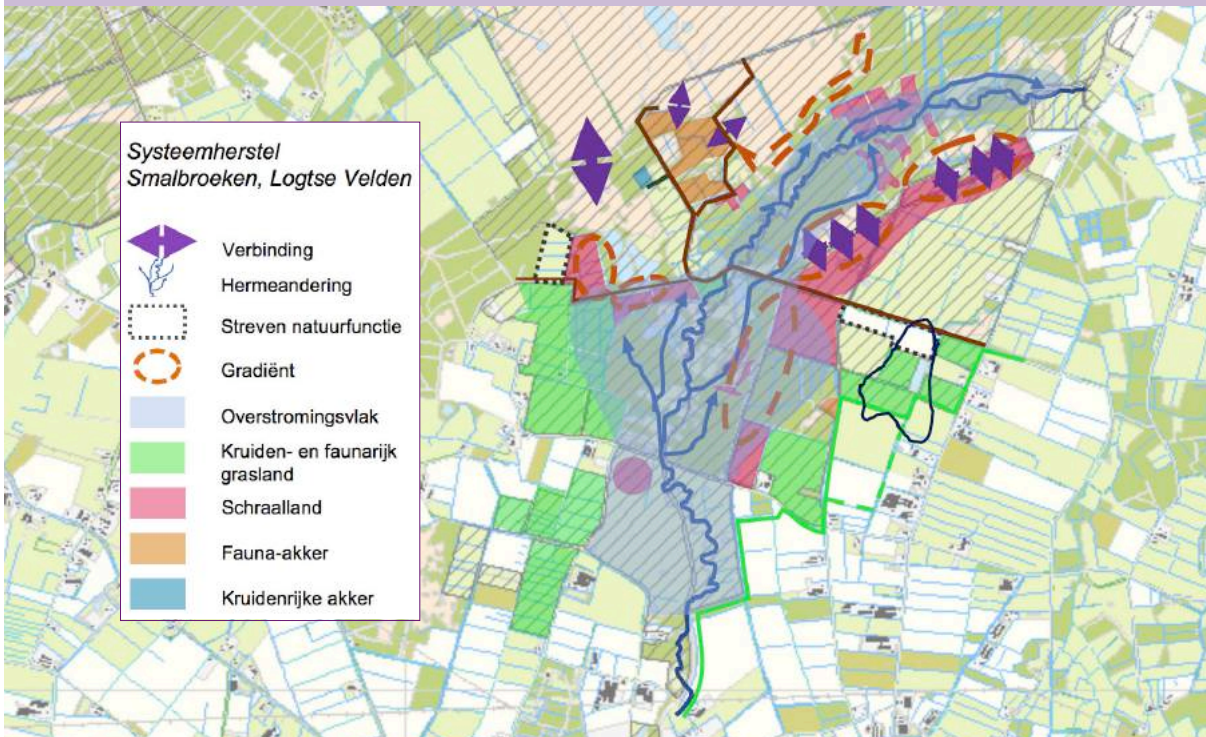 Systeemherstel
Smalbroeken, Logtse Velden
Verbinding
Hermeandering
Streven natuurfunctie
Gradiënt
Overstromingsvlak
Kruiden- en faunarijk
grasland
Schraalland
Fauna-akker
Kruidenrijke akker